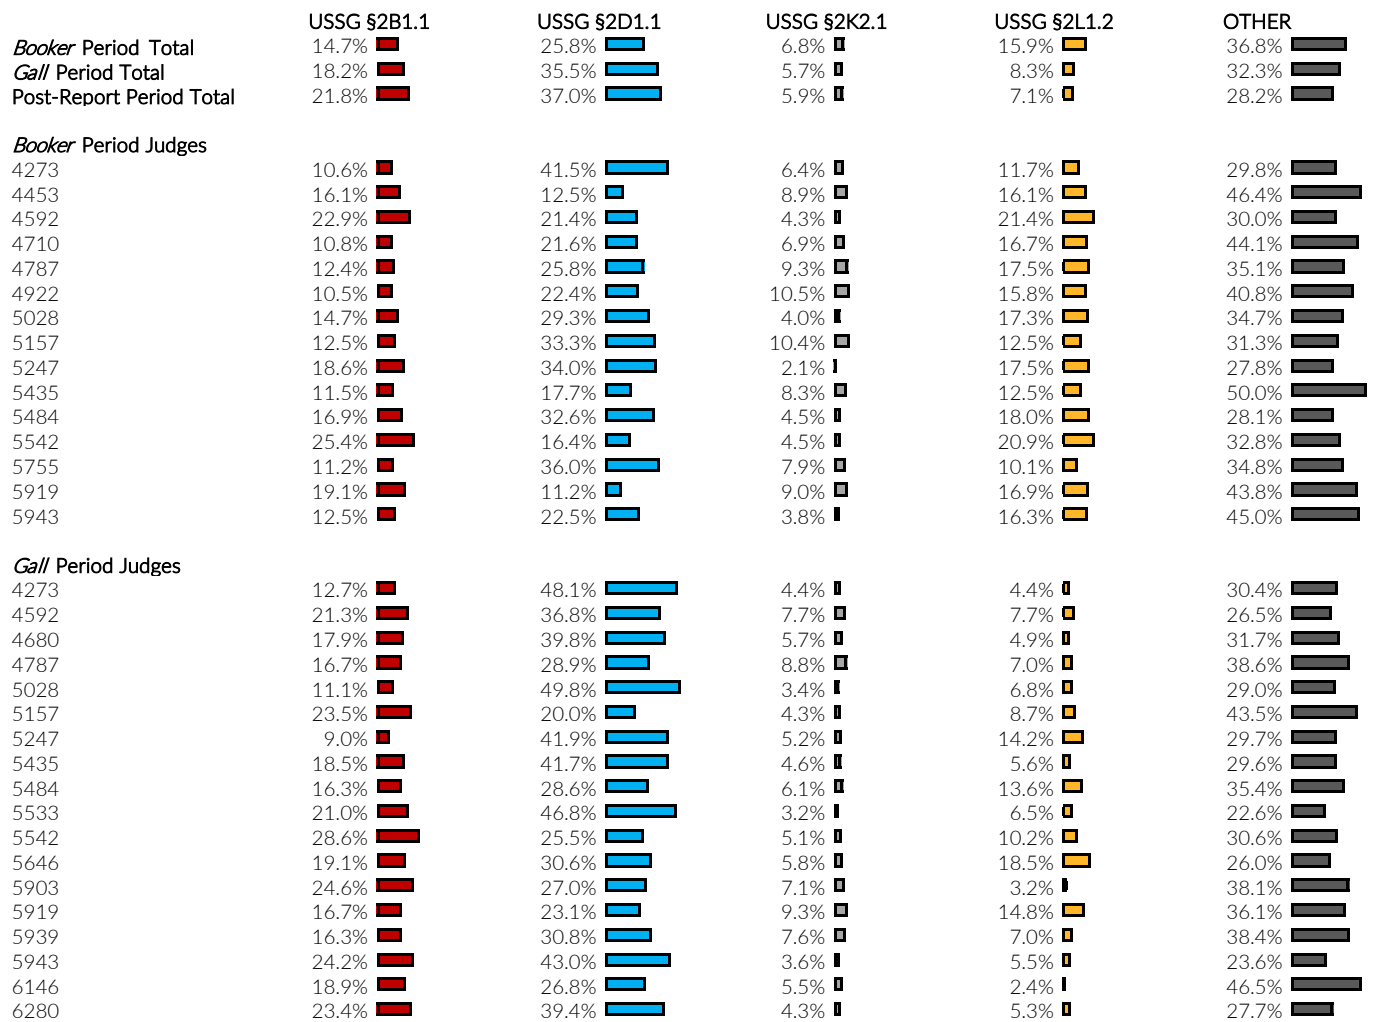 USSG §2B1.1 USSG §2D1.1 USSG §2K2.1 USSG §2L1.2 OTHER
Booker Period Total 14.7% 25.8% 6.8% 15.9% 36.8%
Gall Period Total 18.2% 35.5% 5.7% 8.3% 32.3%
Post-Report Period Total 21.8% 37.0% 5.9% 7.1% 28.2%
Booker Period Judges
4273 10.6% 41.5% 6.4% 11.7% 29.8%
4453 16.1% 12.5% 8.9% 16.1% 46.4%
4592 22.9% 21.4% 4.3% 21.4% 30.0%
4710 10.8% 21.6% 6.9% 16.7% 44.1%
4787 12.4% 25.8% 9.3% 17.5% 35.1%
4922 10.5% 22.4% 10.5% 15.8% 40.8%
5028 14.7% 29.3% 4.0% 17.3% 34.7%
5157 12.5% 33.3% 10.4% 12.5% 31.3%
5247 18.6% 34.0% 2.1% 17.5% 27.8%
5435 11.5% 17.7% 8.3% 12.5% 50.0%
5484 16.9% 32.6% 4.5% 18.0% 28.1%
5542 25.4% 16.4% 4.5% 20.9% 32.8%
5755 11.2% 36.0% 7.9% 10.1% 34.8%
5919 19.1% 11.2% 9.0% 16.9% 43.8%
5943 12.5% 22.5% 3.8% 16.3% 45.0%
Gall Period Judges
4273 12.7% 48.1% 4.4% 4.4% 30.4%
4592 21.3% 36.8% 7.7% 7.7% 26.5%
4680 17.9% 39.8% 5.7% 4.9% 31.7%
4787 16.7% 28.9% 8.8% 7.0% 38.6%
5028 11.1% 49.8% 3.4% 6.8% 29.0%
5157 23.5% 20.0% 4.3% 8.7% 43.5%
5247 9.0% 41.9% 5.2% 14.2% 29.7%
5435 18.5% 41.7% 4.6% 5.6% 29.6%
5484 16.3% 28.6% 6.1% 13.6% 35.4%
5533 21.0% 46.8% 3.2% 6.5% 22.6%
5542 28.6% 25.5% 5.1% 10.2% 30.6%
5646 19.1% 30.6% 5.8% 18.5% 26.0%
5903 24.6% 27.0% 7.1% 3.2% 38.1%
5919 16.7% 23.1% 9.3% 14.8% 36.1%
5939 16.3% 30.8% 7.6% 7.0% 38.4%
5943 24.2% 43.0% 3.6% 5.5% 23.6%
6146 18.9% 26.8% 5.5% 2.4% 46.5%
6280 23.4% 39.4% 4.3% 5.3% 27.7%